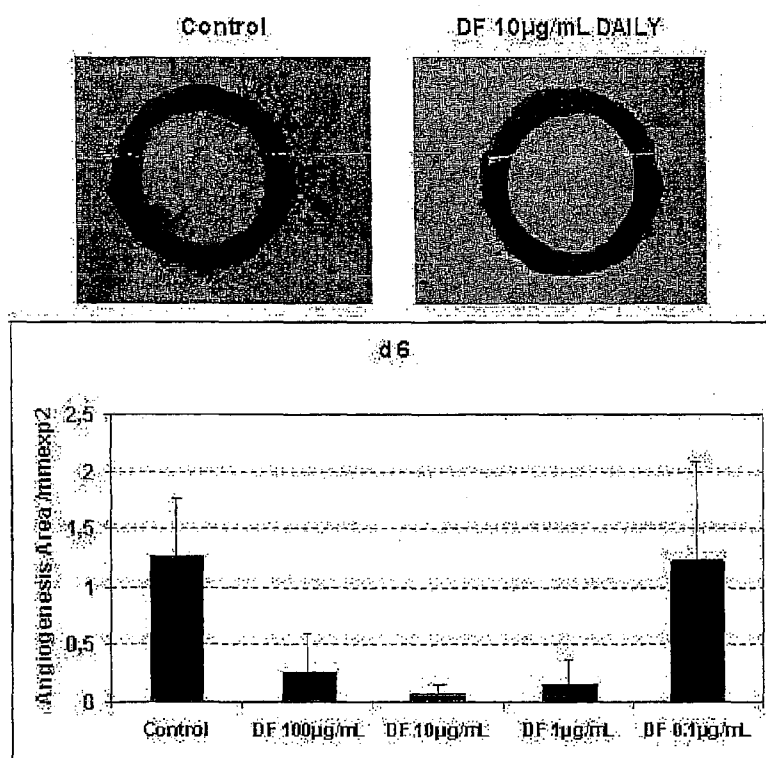 Control
DF 10µg/mL DAILY
d 6
Angiogenesis Area /mmexp2
2,5
2
1,5
1
0,5
0
Control
DF 100µg/mL
DF 10µg/mL
DF 1µg/mL
DF 0.1µg/mL